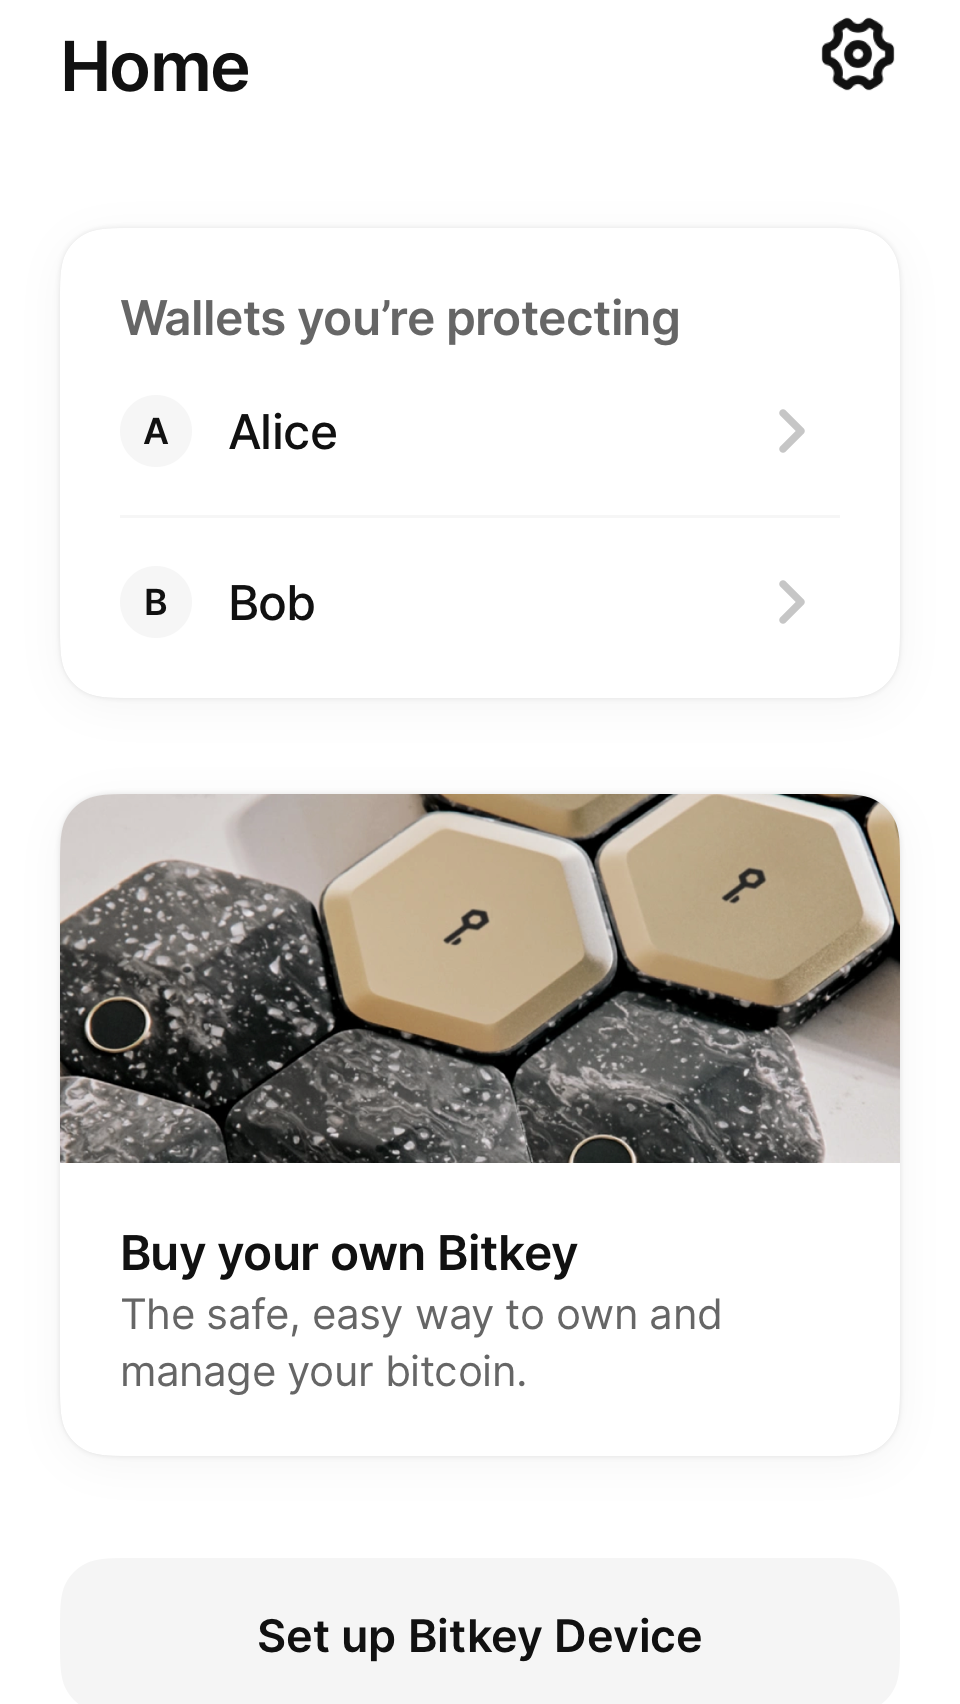 Home
Wallets you’re protecting
A Alice
B Bob
Buy your own Bitkey
The safe, easy way to own and
manage your bitcoin.
Set up Bitkey Device